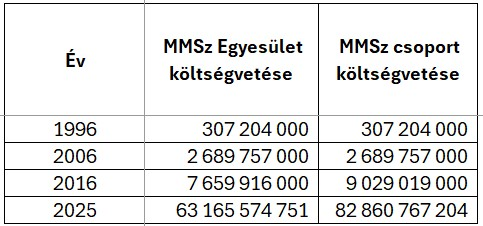 Év MMSz Egyesület költségvetése MMSz csoport költségvetése
1996 307 204 000 307 204 000
2006 2 689 757 000 2 689 757 000
2016 7 659 916 000 9 029 019 000
2025 63 165 574 751 82 860 767 204